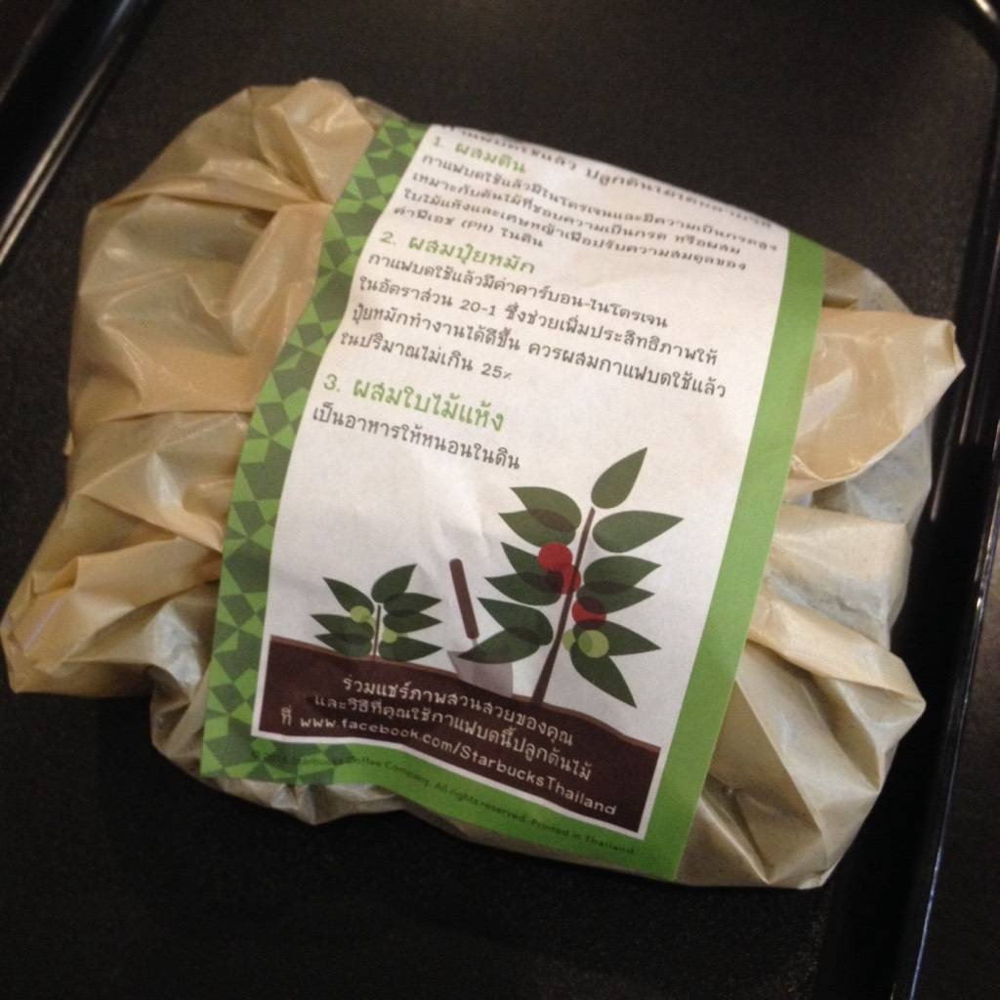 1. ผสมดิน
กาแฟบดใช้แล้วมีไนโตรเจนและมีความเป็นกรดสูง
เหมาะกับต้นไม้ที่ชอบความเป็นกรด หรือผสม
ใบไม้แห้งและเศษหญ้าเพื่อปรับความสมดุลของ
ค่าพีเอช (PH) ในดิน
2. ผสมปุ๋ยหมัก
กาแฟบดใช้แล้วมีค่าคาร์บอน-ไนโตรเจน
ในอัตราส่วน 20-1 ซึ่งช่วยเพิ่มประสิทธิภาพให้
ปุ๋ยหมักทำงานได้ดีขึ้น ควรผสมกาแฟบดใช้แล้ว
ในปริมาณไม่เกิน 25%
3. ผสมใบไม้แห้ง
เป็นอาหารให้หนอนในดิน
ร่วมแชร์ภาพสวนสวยของคุณ
และวิธีที่คุณใช้กาแฟบดนี้ปลูกต้นไม้
ที่ www.facebook.com/StarbucksThailand
Starbucks Coffee Company. All rights reserved. Printed in Thailand.